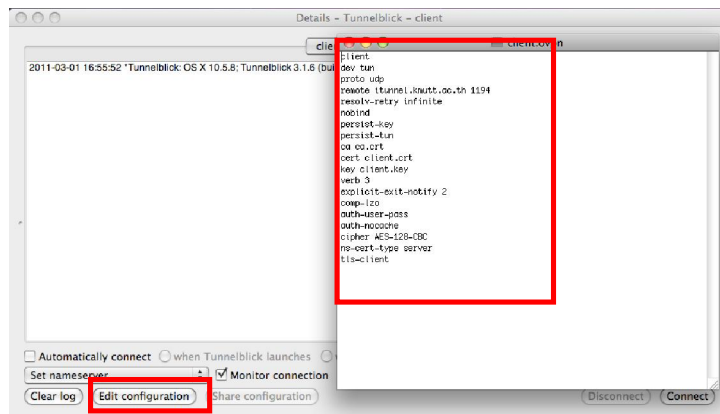 Details - Tunnelblick - client
clie
client.ovpn
2011-03-01 16:55:52 *Tunnelblick: OS X 10.5.8; Tunnelblick 3.1.6 (bui
client
dev tun
proto udp
remote itunnel.kmutt.ac.th 1194
resolv-retry infinite
nobind
persist-key
persist-tun
ca ca.crt
cert client.crt
key client.key
verb 3
explicit-exit-notify 2
comp-lzo
auth-user-pass
auth-nocache
cipher AES-128-CBC
ns-cert-type server
tls-client
Automatically connect when Tunnelblick launches
Set nameserver Monitor connection
Clear log Edit configuration Share configuration Disconnect Connect